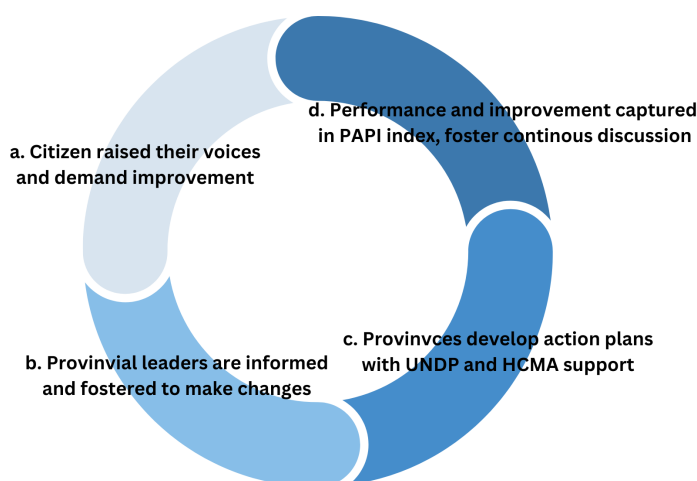 a. Citizen raised their voices
and demand improvement
b. Provinvial leaders are informed
and fostered to make changes
c. Provinvces develop action plans
with UNDP and HCMA support
d. Performance and improvement captured
in PAPI index, foster continous discussion